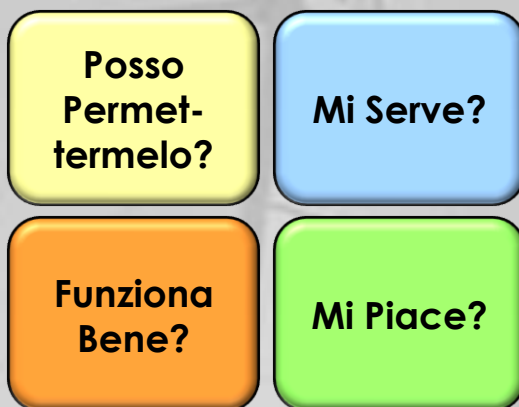 Posso
Permet-
termelo?
Mi Serve?
Funziona
Bene?
Mi Piace?